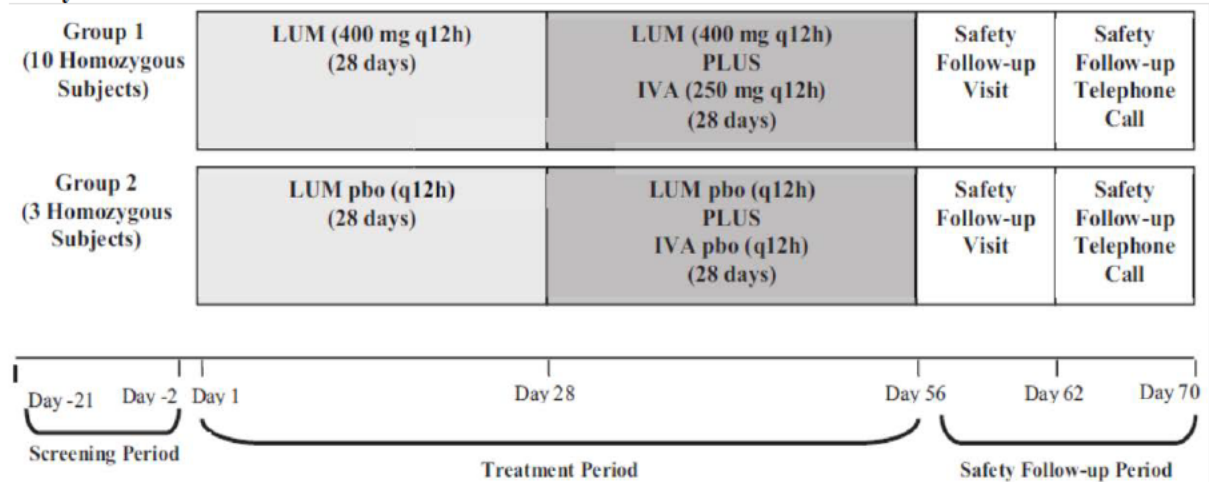 Group 1
(10 Homozygous
Subjects)
LUM (400 mg q12h)
(28 days)
LUM (400 mg q12h)
PLUS
IVA (250 mg q12h)
(28 days)
Safety
Follow-up
Visit
Safety
Follow-up
Telephone
Call
Group 2
(3 Homozygous
Subjects)
LUM pbo (q12h)
(28 days)
LUM pbo (q12h)
PLUS
IVA pbo (q12h)
(28 days)
Safety
Follow-up
Visit
Safety
Follow-up
Telephone
Call
Day -21 Day -2 Day 1 Day 28 Day 56 Day 62 Day 70
Screening Period Treatment Period Safety Follow-up Period